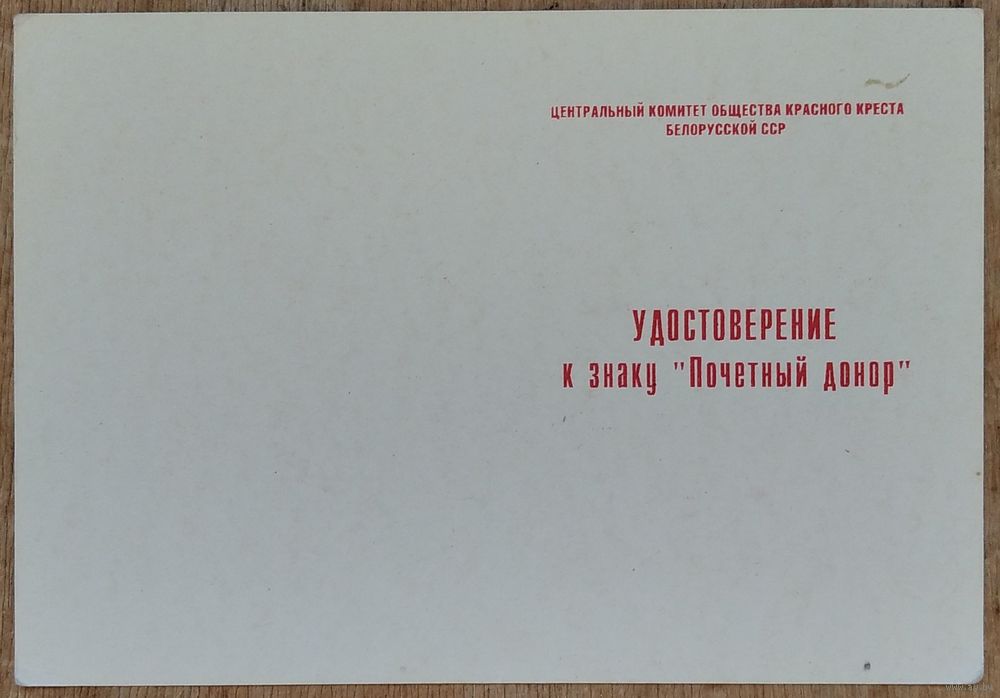 ЦЕНТРАЛЬНЫЙ КОМИТЕТ ОБЩЕСТВА КРАСНОГО КРЕСТА
БЕЛОРУССКОЙ ССР
УДОСТОВЕРЕНИЕ
к знаку "Почетный донор"